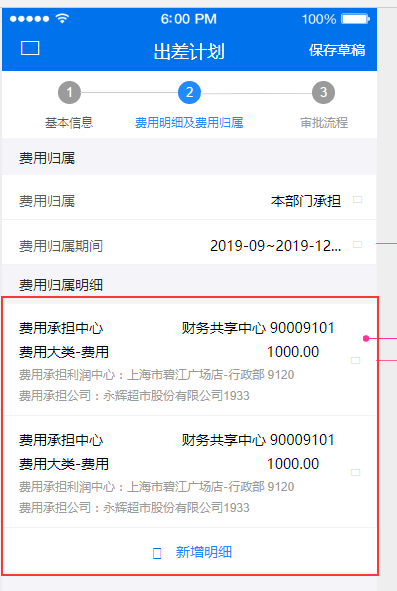 6:00 PM 100%
出差计划 保存草稿
1 2 3
基本信息 费用明细及费用归属 审批流程
费用归属
费用归属 本部门承担
费用归属期间 2019-09~2019-12...
费用归属明细
费用承担中心 财务共享中心 90009101
费用大类-费用 1000.00
费用承担利润中心：上海市碧江广场店-行政部 9120
费用承担公司：永辉超市股份有限公司1933
费用承担中心 财务共享中心 90009101
费用大类-费用 1000.00
费用承担利润中心：上海市碧江广场店-行政部 9120
费用承担公司：永辉超市股份有限公司1933
新增明细